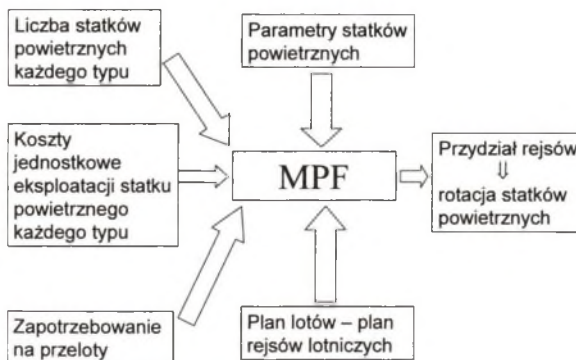 Liczba statków
powietrznych
każdego typu
Parametry statków
powietrznych
Koszty
jednostkowe
eksploatacji statku
powietrznego
każdego typu
MPF
Przydział rejsów
⇓
rotacja statków
powietrznych
Zapotrzebowanie
na przeloty
Plan lotów – plan
rejsów lotniczych